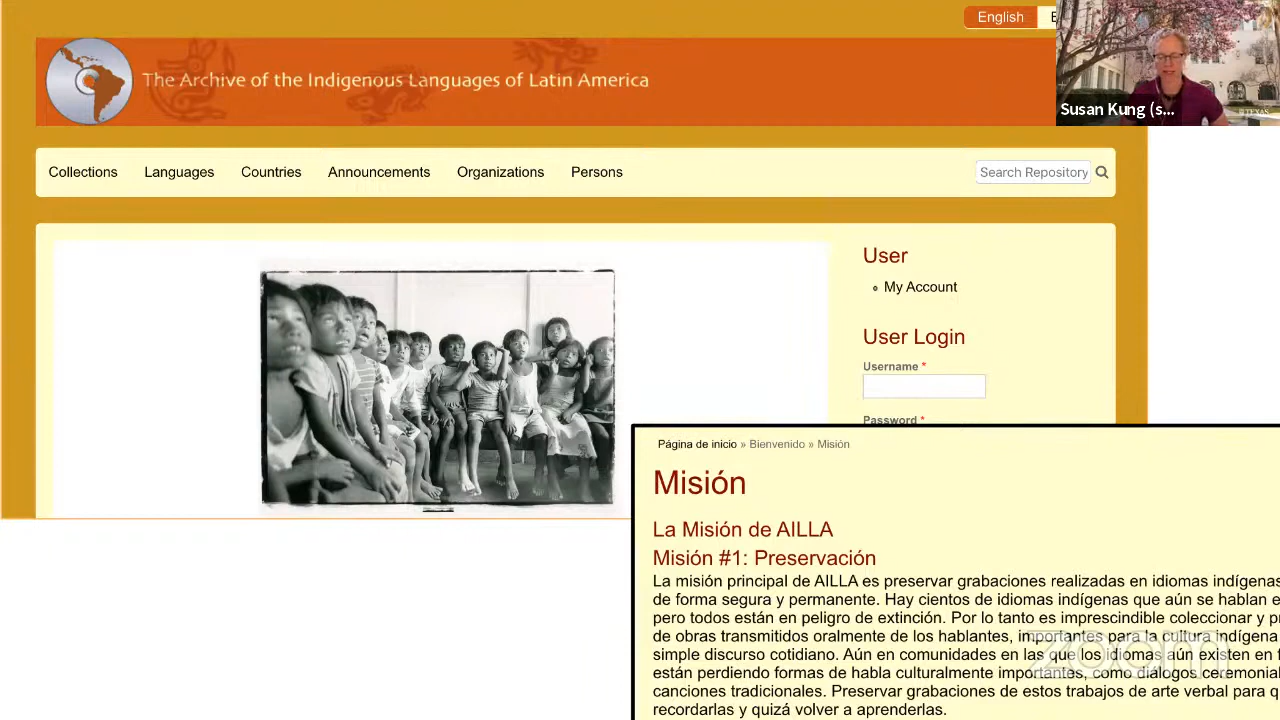 English
E
The Archive of the Indigenous Languages of Latin America
Susan Kung (s...
TEXAS
Collections
Languages
Countries
Announcements
Organizations
Persons
Search Repository
User
My Account
User Login
Username *
Password *
Página de inicio » Bienvenido » Misión
Misión
La Misión de AILLA
Misión #1: Preservación
La misión principal de AILLA es preservar grabaciones realizadas en idiomas indígenas
de forma segura y permanente. Hay cientos de idiomas indígenas que aún se hablan e
pero todos están en peligro de extinción. Por lo tanto es imprescindible coleccionar y p
de obras transmitidos oralmente de los hablantes, importantes para la cultura indígena
simple discurso cotidiano. Aún en comunidades en las que los idiomas aún existen en f
están perdiendo formas de habla culturalmente importantes, como diálogos ceremonial
canciones tradicionales. Preservar grabaciones de estos trabajos de arte verbal para q
recordarlas y quizá volver a aprenderlas.
zoom